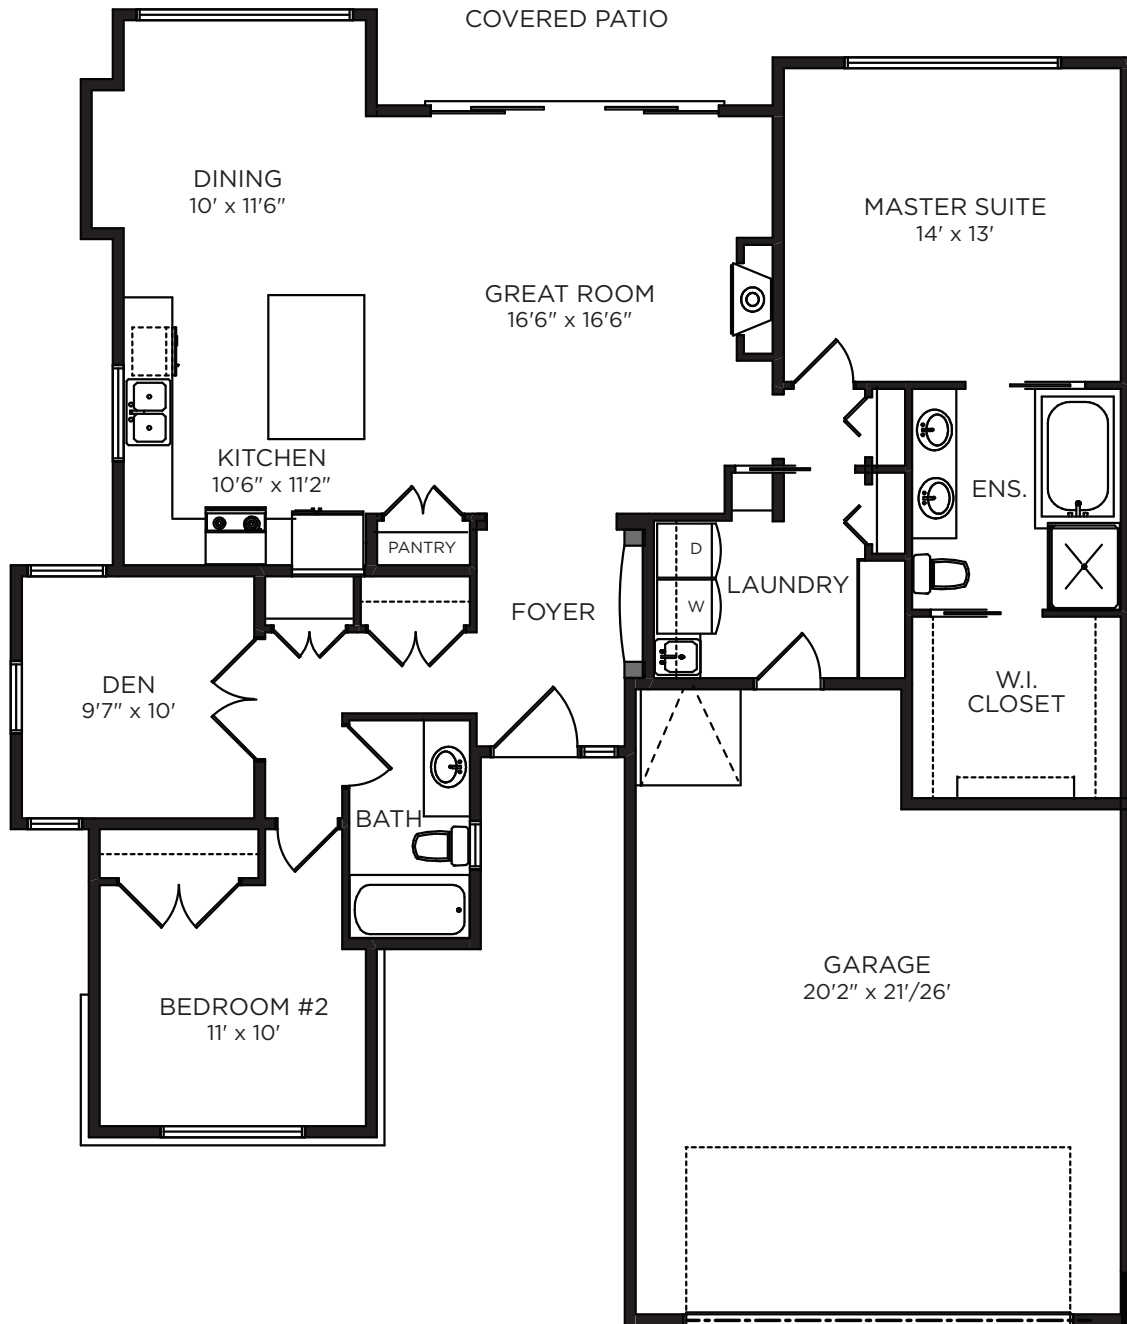 COVERED PATIO
DINING
10' x 11'6"
MASTER SUITE
14' x 13'
GREAT ROOM
16'6" x 16'6"
KITCHEN
10'6" x 11'2"
ENS.
PANTRY
D
LAUNDRY
W
FOYER
DEN
9'7" x 10'
W.I.
CLOSET
BATH
GARAGE
20'2" x 21'/26'
BEDROOM #2
11' x 10'